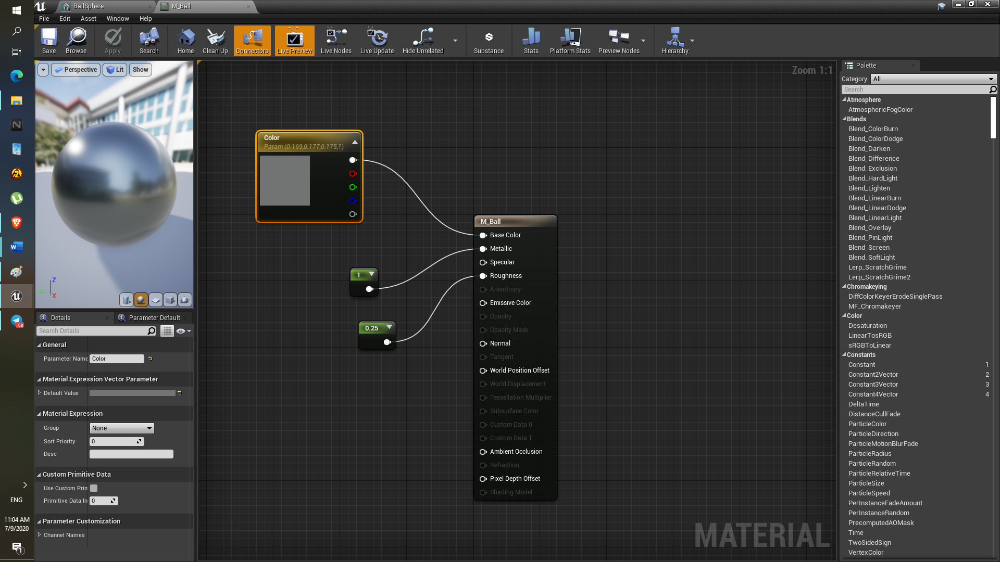 BallSphere
M_Ball
File Edit Asset Window Help
Save
Browse
Apply
Search
Home
Clean Up
Connectors
Live Preview
Live Nodes
Live Update
Hide Unrelated
Substance
Stats
Platform Stats
Preview Nodes
Hierarchy
Perspective
Lit
Show
Z
X
Details
Parameter Default
Search Details
General
Parameter Name
Color
Material Expression Vector Parameter
Default Value
Material Expression
Group
None
Sort Priority
0
Desc
Custom Primitive Data
Use Custom Prim
Primitive Data In
0
Parameter Customization
Channel Names
Zoom 1:1
Color
Param (0.169,0.177,0.175,1)
1
0.25
M_Ball
Base Color
Metallic
Specular
Roughness
Anisotropy
Emissive Color
Opacity
Opacity Mask
Normal
Tangent
World Position Offset
World Displacement
Tessellation Multiplier
Subsurface Color
Custom Data 0
Custom Data 1
Ambient Occlusion
Refraction
Pixel Depth Offset
Shading Model
MATERIAL
Palette
Category:
All
Search
Atmosphere
AtmosphericFogColor
Blends
Blend_ColorBurn
Blend_ColorDodge
Blend_Darken
Blend_Difference
Blend_Exclusion
Blend_HardLight
Blend_Lighten
Blend_LinearBurn
Blend_LinearDodge
Blend_LinearLight
Blend_Overlay
Blend_PinLight
Blend_Screen
Blend_SoftLight
Lerp_ScratchGrime
Lerp_ScratchGrime2
Chromakeying
DiffColorKeyerErodeSinglePass
MF_Chromakeyer
Color
Desaturation
LinearTosRGB
sRGBToLinear
Constants
Constant 1
Constant2Vector 2
Constant3Vector 3
Constant4Vector 4
DeltaTime
DistanceCullFade
ParticleColor
ParticleDirection
ParticleMotionBlurFade
ParticleRadius
ParticleRandom
ParticleRelativeTime
ParticleSize
ParticleSpeed
PerInstanceFadeAmount
PerInstanceRandom
PrecomputedAOMask
Time
TwoSidedSign
VertexColor
ENG
11:04 AM
7/9/2020
1